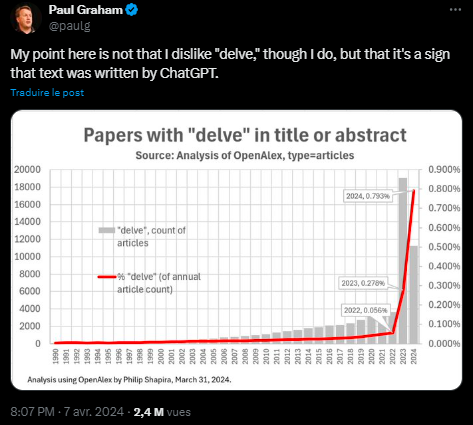 Paul Graham
@paulg
My point here is not that I dislike "delve," though I do, but that it's a sign
that text was written by ChatGPT.
Traduire le post
Papers with "delve" in title or abstract
Source: Analysis of OpenAlex, type=articles
20000
18000
16000
14000
12000
10000
8000
6000
4000
2000
0
"delve", count of
articles
% "delve" (of annual
article count)
2024, 0.793%
2023, 0.278%
2022, 0.056%
0.900%
0.800%
0.700%
0.600%
0.500%
0.400%
0.300%
0.200%
0.100%
0.000%
1990 1991 1992 1993 1994 1995 1996 1997 1998 1999 2000 2001 2002 2003 2004 2005 2006 2007 2008 2009 2010 2011 2012 2013 2014 2015 2016 2017 2018 2019 2020 2021 2022 2023 2024
Analysis using OpenAlex by Philip Shapira, March 31, 2024.
8:07 PM · 7 avr. 2024 · 2,4 M vues